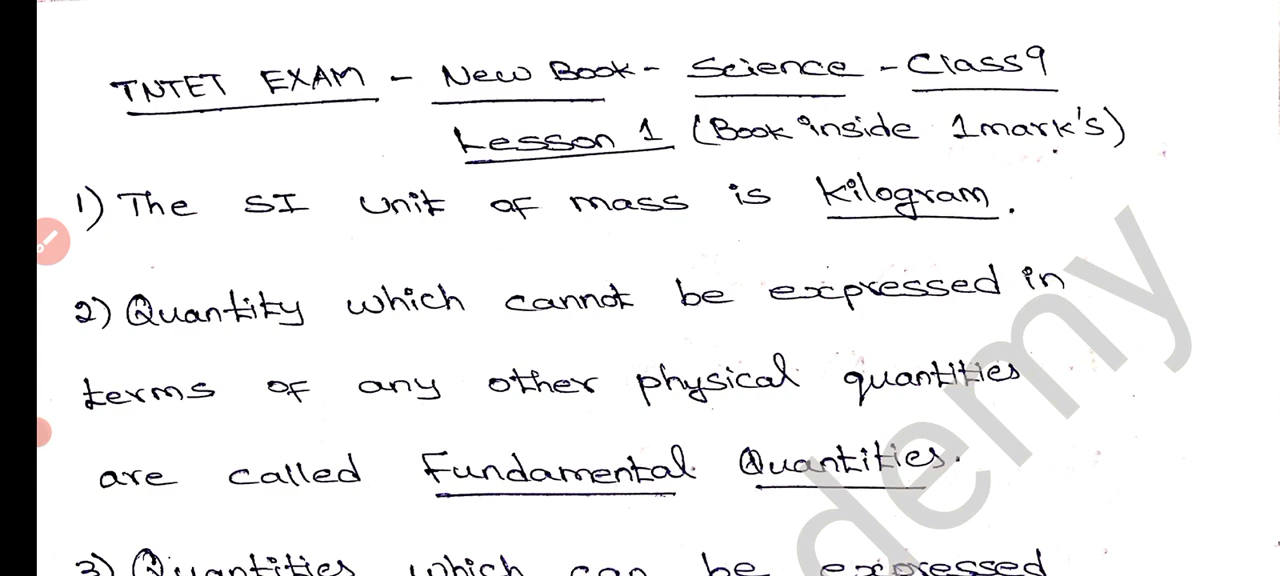 TNTET EXAM - New Book - Science - Class 9
Lesson 1 (Book inside 1mark's)
1) The SI unit of mass is kilogram.
2) Quantity which cannot be expressed in
terms of any other physical quantities
are called Fundamental Quantities.
3) Quantities which can be expressed
demy